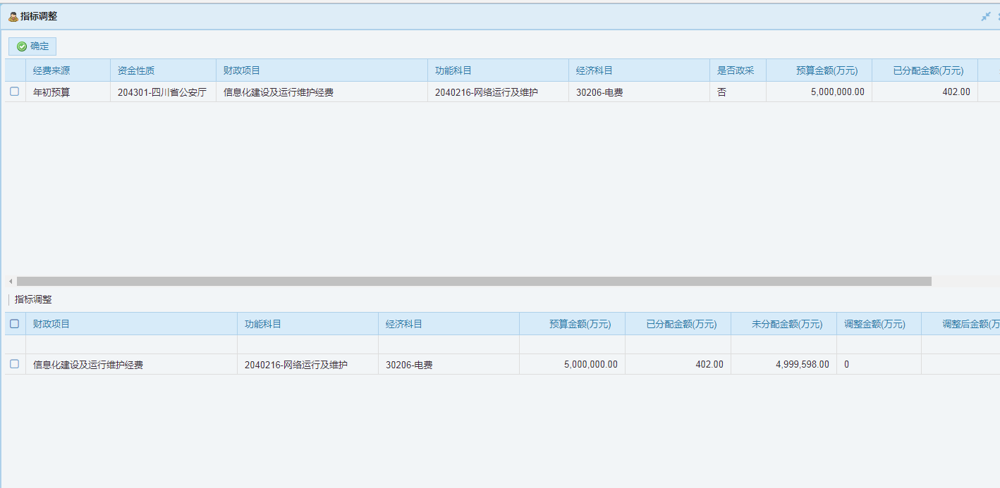 指标调整
确定
经费来源 资金性质 财政项目 功能科目 经济科目 是否政采 预算金额(万元) 已分配金额(万元)
年初预算 204301-四川省公安厅 信息化建设及运行维护经费 2040216-网络运行及维护 30206-电费 否 5,000,000.00 402.00
指标调整
财政项目 功能科目 经济科目 预算金额(万元) 已分配金额(万元) 未分配金额(万元) 调整金额(万元) 调整后金额(万
信息化建设及运行维护经费 2040216-网络运行及维护 30206-电费 5,000,000.00 402.00 4,999,598.00 0